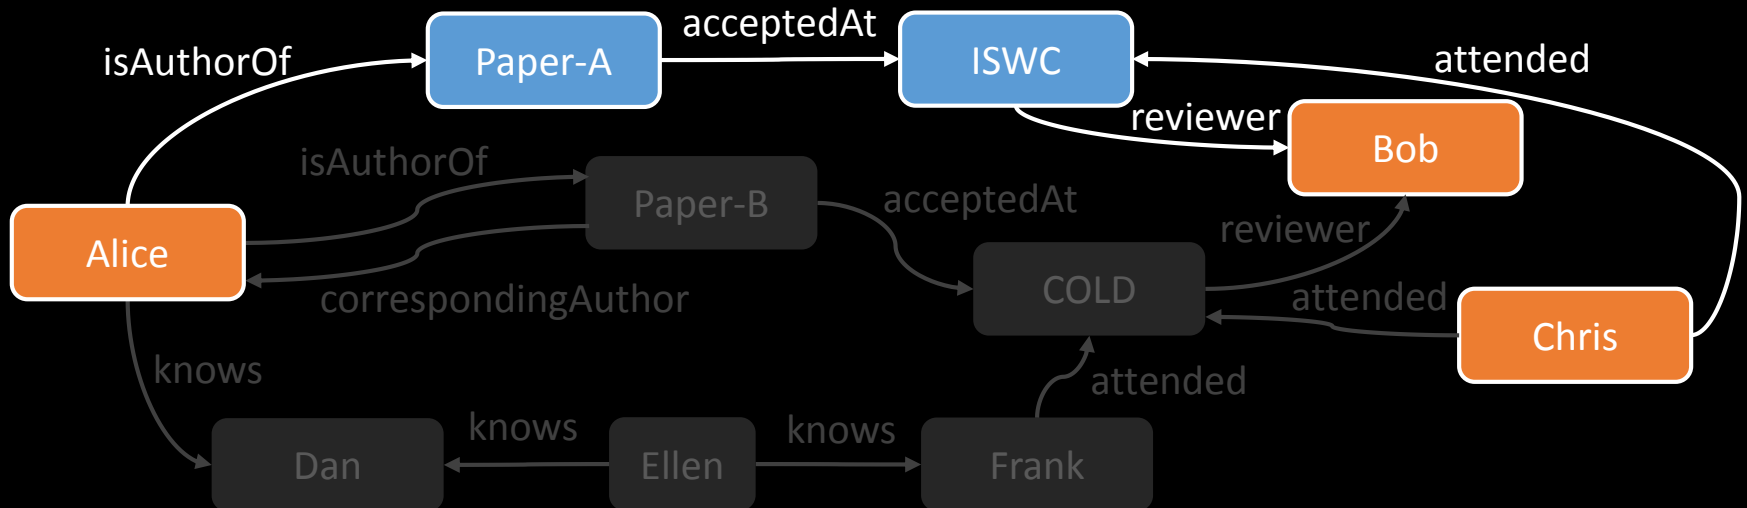 acceptedAt
isAuthorOf
Paper-A
ISWC
attended
reviewer
Bob
isAuthorOf
Paper-B
acceptedAt
reviewer
Alice
correspondingAuthor
COLD
attended
Chris
knows
attended
knows
knows
Dan
Ellen
Frank